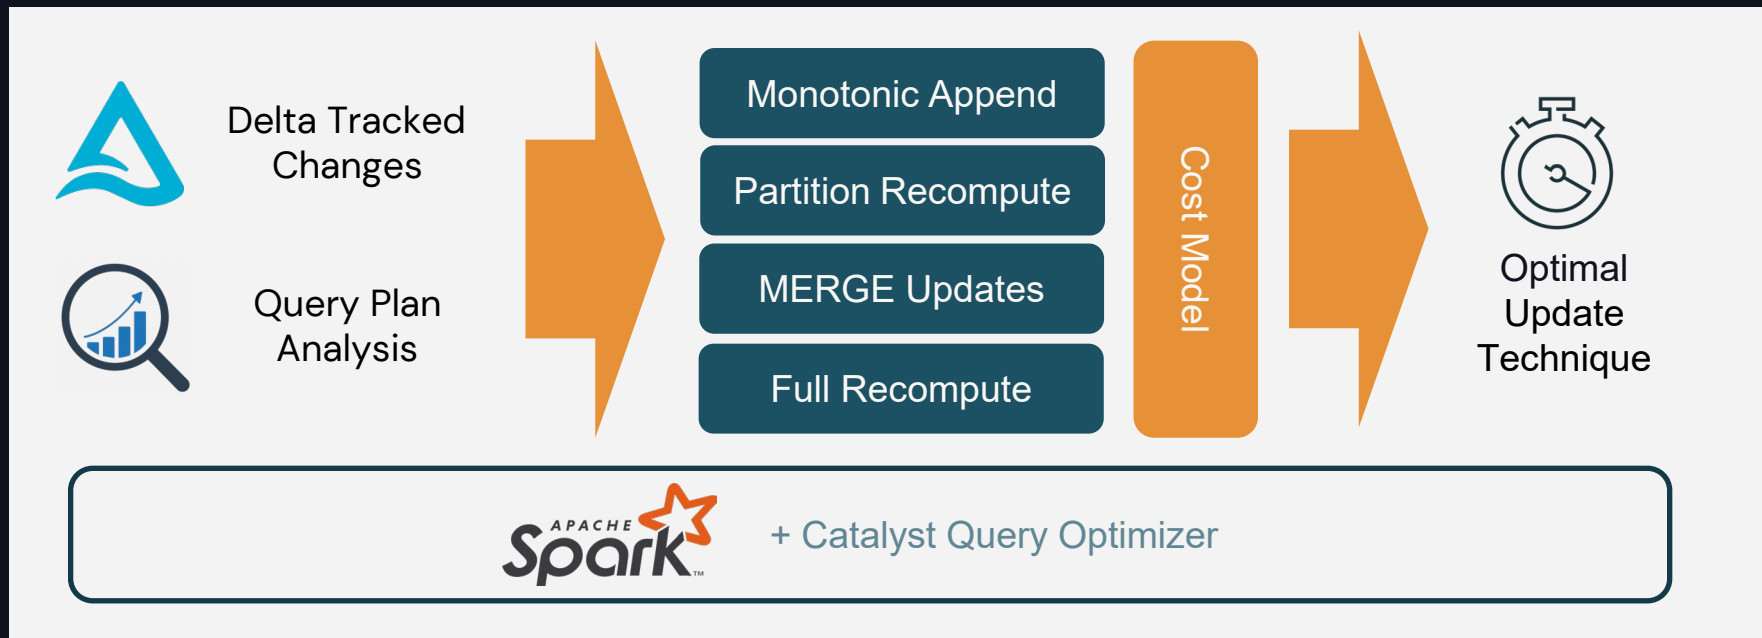 Delta Tracked
Changes
Query Plan
Analysis
Monotonic Append
Partition Recompute
MERGE Updates
Full Recompute
Cost Model
Optimal
Update
Technique
APACHE
Spark™
+ Catalyst Query Optimizer